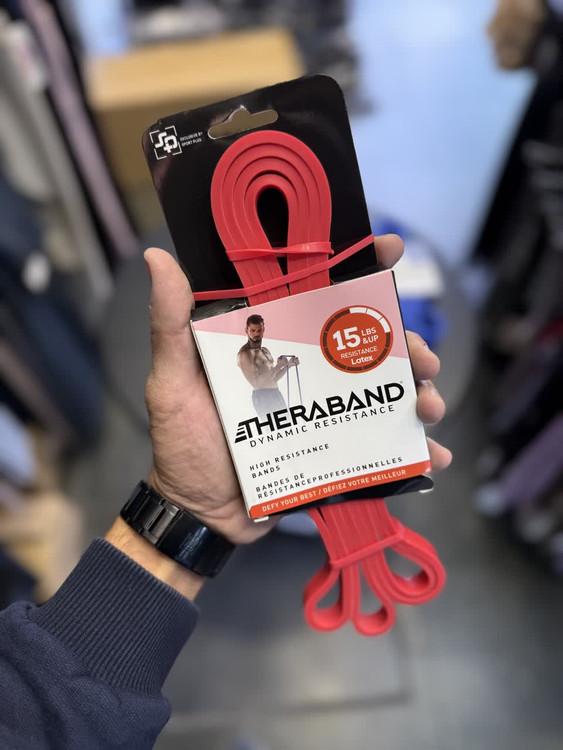 SP
EXCLUSIVE BY
SPORT PLUS
15 LBS
&UP
RESISTANCE
Latex
THERABAND
DYNAMIC RESISTANCE
HIGH RESISTANCE
BANDS
BANDES DE
RÉSISTANCEPROFESSIONNELLES
DEFY YOUR BEST / DÉFIEZ VOTRE MEILLEUR